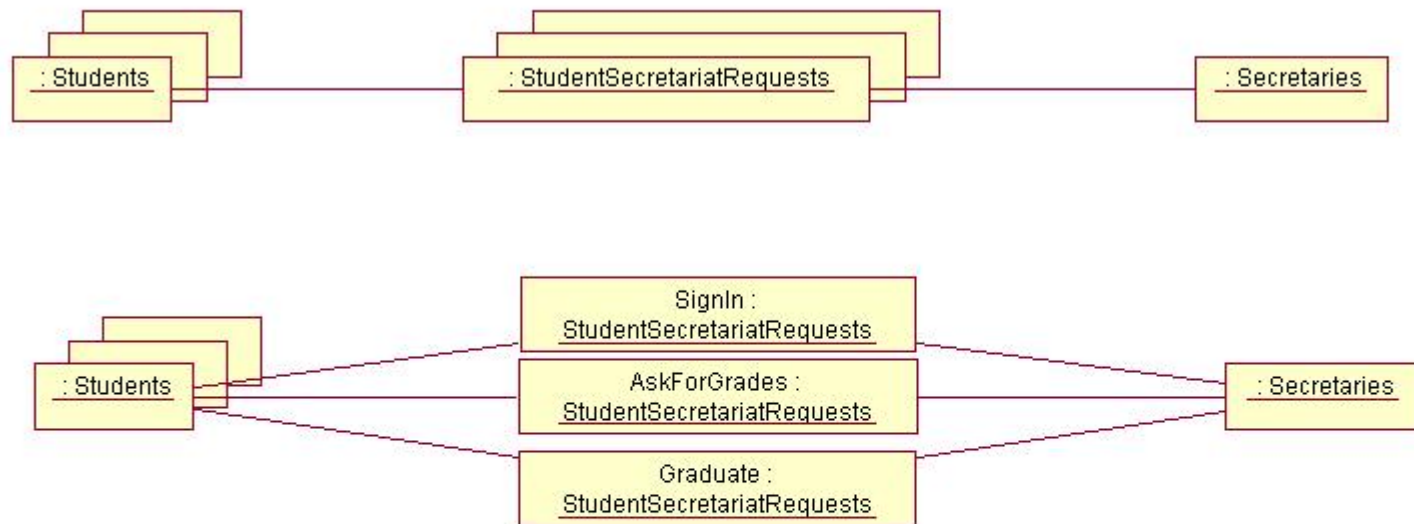 : Students
: StudentSecretariatRequests
: Secretaries
SignIn :
StudentSecretariatRequests
: Students
AskForGrades :
StudentSecretariatRequests
: Secretaries
Graduate :
StudentSecretariatRequests